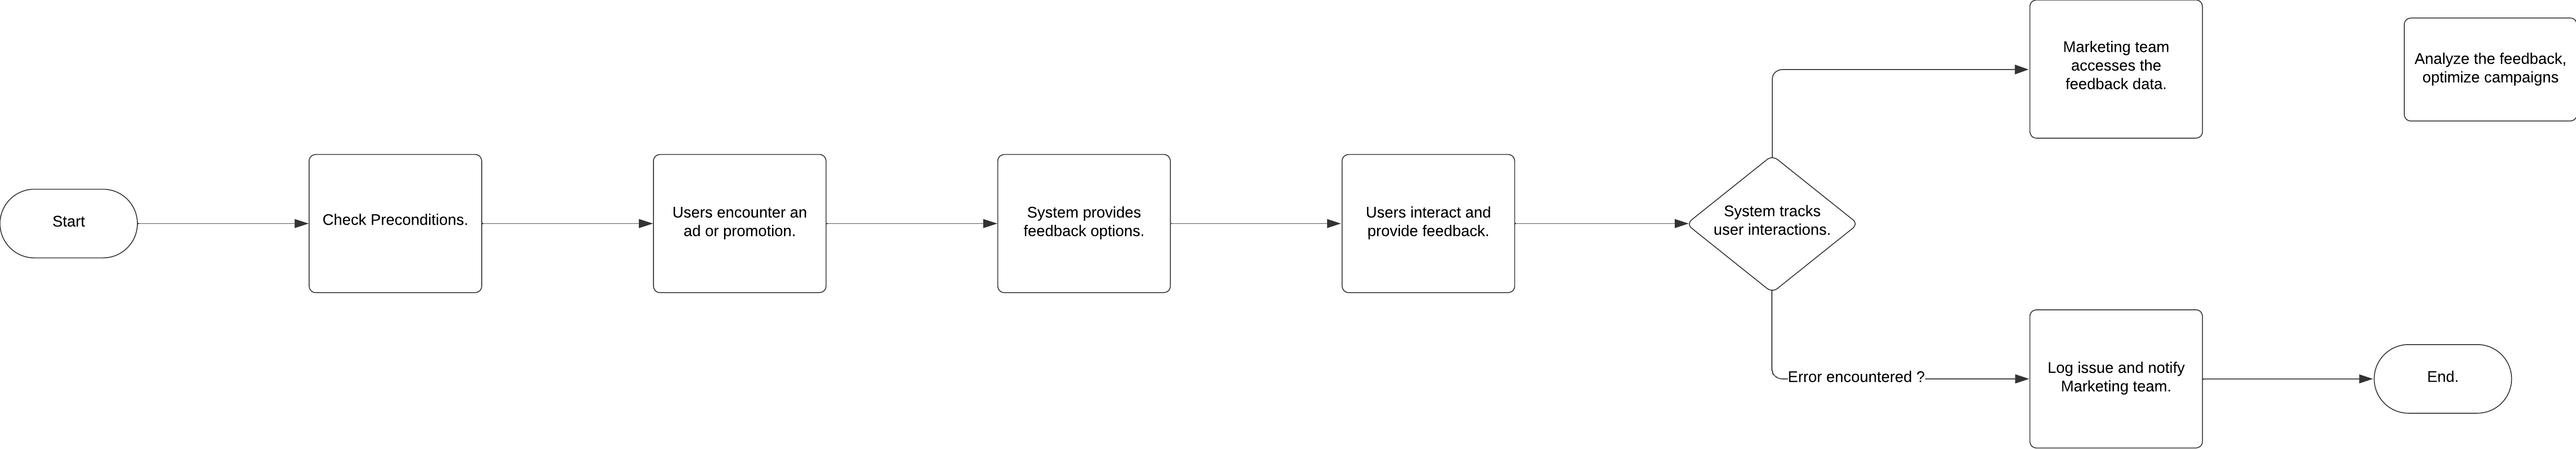 Start
Check Preconditions.
Users encounter an
ad or promotion.
System provides
feedback options.
Users interact and
provide feedback.
System tracks
user interactions.
Marketing team
accesses the
feedback data.
Analyze the feedback,
optimize campaigns
Error encountered ?
Log issue and notify
Marketing team.
End.